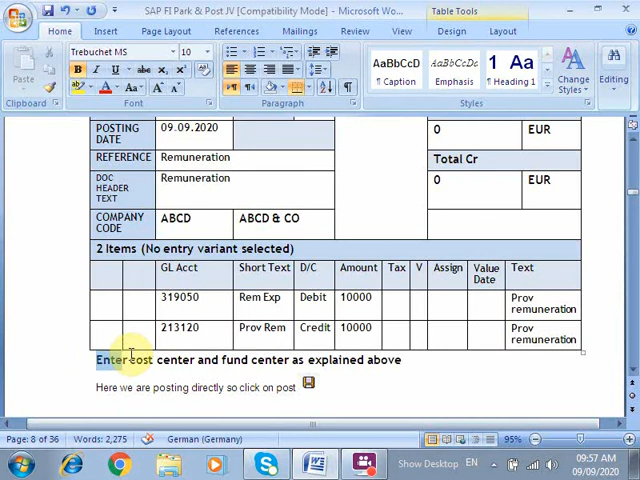 SAP FI Park & Post JV [Compatibility Mode] - Microsoft Wo...
Table Tools
Home Insert Page Layout References Mailings Review View Design Layout
Trebuchet MS 10
Paste
Clipboard Font Paragraph Styles
AaBbCc AaBbCc 1 Aa
¶ Caption Emphasis ¶ Heading 1
Change Styles
Editing
POSTING DATE 09.09.2020 0 EUR
REFERENCE Remuneration Total Cr
DOC HEADER TEXT Remuneration 0 EUR
COMPANY CODE ABCD ABCD & CO
2 Items (No entry variant selected)
GL Acct Short Text D/C Amount Tax V Assign Value Date Text
319050 Rem Exp Debit 10000 Prov remuneration
213120 Prov Rem Credit 10000 Prov remuneration
Enter cost center and fund center as explained above
Here we are posting directly so click on post
Page: 8 of 36 Words: 2,275 German (Germany) 95%
Show Desktop EN 09:57 AM
09/09/2020